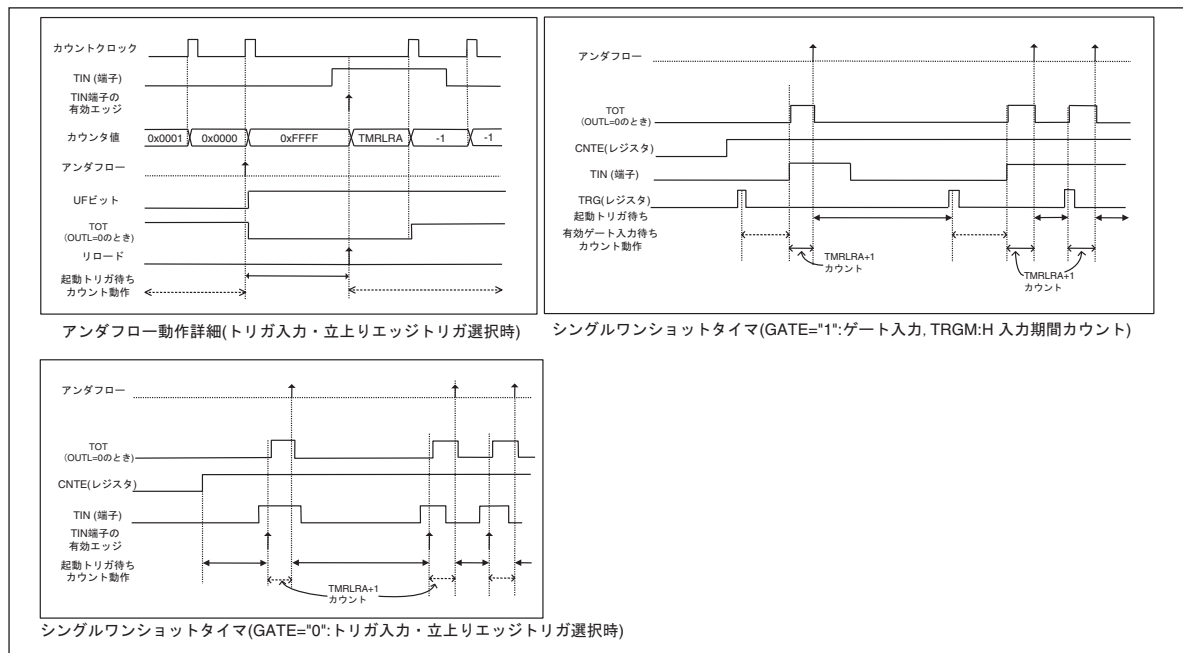 カウントクロック
TIN (端子)
TIN端子の
有効エッジ
カウンタ値 0x0001 0x0000 0xFFFF TMRLRA -1 -1
アンダフロー
UFビット
TOT
(OUTL=0のとき)
リロード
起動トリガ待ち
カウント動作
アンダフロー動作詳細(トリガ入力・立上りエッジトリガ選択時)
アンダフロー
TOT
(OUTL=0のとき)
CNTE(レジスタ)
TIN (端子)
TRG(レジスタ)
起動トリガ待ち
有効ゲート入力待ち
カウント動作
TMRLRA+1
カウント
TMRLRA+1
カウント
シングルワンショットタイマ(GATE="1":ゲート入力, TRGM:H 入力期間カウント)
アンダフロー
TOT
(OUTL=0のとき)
CNTE(レジスタ)
TIN (端子)
TIN端子の
有効エッジ
起動トリガ待ち
カウント動作
TMRLRA+1
カウント
シングルワンショットタイマ(GATE="0":トリガ入力・立上りエッジトリガ選択時)